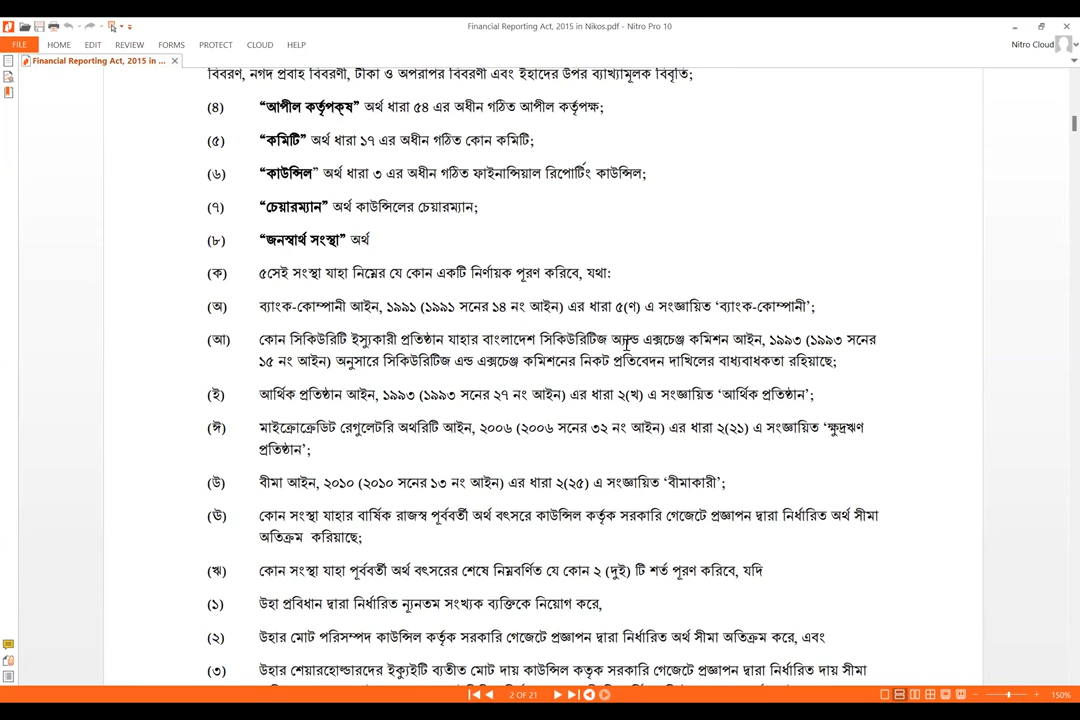 Financial Reporting Act, 2015 in Nikos.pdf - Nitro Pro 10
FILE HOME EDIT REVIEW FORMS PROTECT CLOUD HELP
Nitro Cloud
Financial Reporting Act, 2015 in ...
বিবরণ, নগদ প্রবাহ বিবরণী, টীকা ও অপরাপর বিবরণী এবং ইহাদের উপর ব্যাখ্যামূলক বিবৃতি;
(৪) “আপীল কর্তৃপক্ষ” অর্থ ধারা ৫৪ এর অধীন গঠিত আপীল কর্তৃপক্ষ;
(৫) “কমিটি” অর্থ ধারা ১৭ এর অধীন গঠিত কোন কমিটি;
(৬) “কাউন্সিল” অর্থ ধারা ৩ এর অধীন গঠিত ফাইনান্সিয়াল রিপোর্টিং কাউন্সিল;
(৭) “চেয়ারম্যান” অর্থ কাউন্সিলের চেয়ারম্যান;
(৮) “জনস্বার্থ সংস্থা” অর্থ
(ক) ৫সেই সংস্থা যাহা নিম্নের যে কোন একটি নির্ণায়ক পূরণ করিবে, যথা:
(অ) ব্যাংক-কোম্পানী আইন, ১৯৯১ (১৯৯১ সনের ১৪ নং আইন) এর ধারা ৫(ণ) এ সংজ্ঞায়িত ‘ব্যাংক-কোম্পানী’;
(আ) কোন সিকিউরিটি ইস্যুকারী প্রতিষ্ঠান যাহার বাংলাদেশ সিকিউরিটিজ অ্যান্ড এক্সচেঞ্জ কমিশন আইন, ১৯৯৩ (১৯৯৩ সনের
১৫ নং আইন) অনুসারে সিকিউরিটিজ এন্ড এক্সচেঞ্জ কমিশনের নিকট প্রতিবেদন দাখিলের বাধ্যবাধকতা রহিয়াছে;
(ই) আর্থিক প্রতিষ্ঠান আইন, ১৯৯৩ (১৯৯৩ সনের ২৭ নং আইন) এর ধারা ২(খ) এ সংজ্ঞায়িত ‘আর্থিক প্রতিষ্ঠান’;
(ঈ) মাইক্রোক্রেডিট রেগুলেটরি অথরিটি আইন, ২০০৬ (২০০৬ সনের ৩২ নং আইন) এর ধারা ২(২১) এ সংজ্ঞায়িত ‘ক্ষুদ্রঋণ
প্রতিষ্ঠান’;
(উ) বীমা আইন, ২০১০ (২০১০ সনের ১৩ নং আইন) এর ধারা ২(২৫) এ সংজ্ঞায়িত ‘বীমাকারী’;
(ঊ) কোন সংস্থা যাহার বার্ষিক রাজস্ব পূর্ববর্তী অর্থ বৎসরে কাউন্সিল কর্তৃক সরকারি গেজেটে প্রজ্ঞাপন দ্বারা নির্ধারিত অর্থ সীমা
অতিক্রম করিয়াছে;
(ঋ) কোন সংস্থা যাহা পূর্ববর্তী অর্থ বৎসরের শেষে নিম্নবর্ণিত যে কোন ২ (দুই) টি শর্ত পূরণ করিবে, যদি
(১) উহা প্রবিধান দ্বারা নির্ধারিত ন্যূনতম সংখ্যক ব্যক্তিকে নিয়োগ করে,
(২) উহার মোট পরিসম্পদ কাউন্সিল কর্তৃক সরকারি গেজেটে প্রজ্ঞাপন দ্বারা নির্ধারিত অর্থ সীমা অতিক্রম করে, এবং
(৩) উহার শেয়ারহোল্ডারদের ইক্যুইটি ব্যতীত মোট দায় কাউন্সিল কতৃক সরকারি গেজেটে প্রজ্ঞাপন দ্বারা নির্ধারিত দায় সীমা
2 OF 21
150%